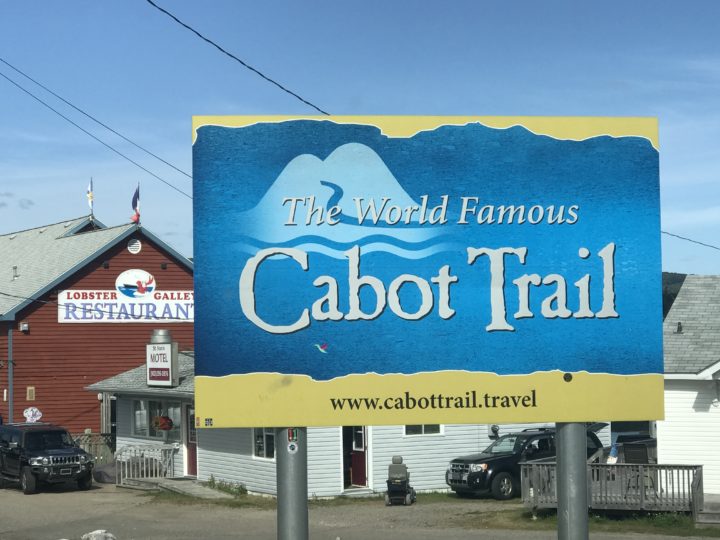 The World Famous
Cabot Trail
www.cabottrail.travel
LOBSTER GALLEY
RESTAURANT
MOTEL